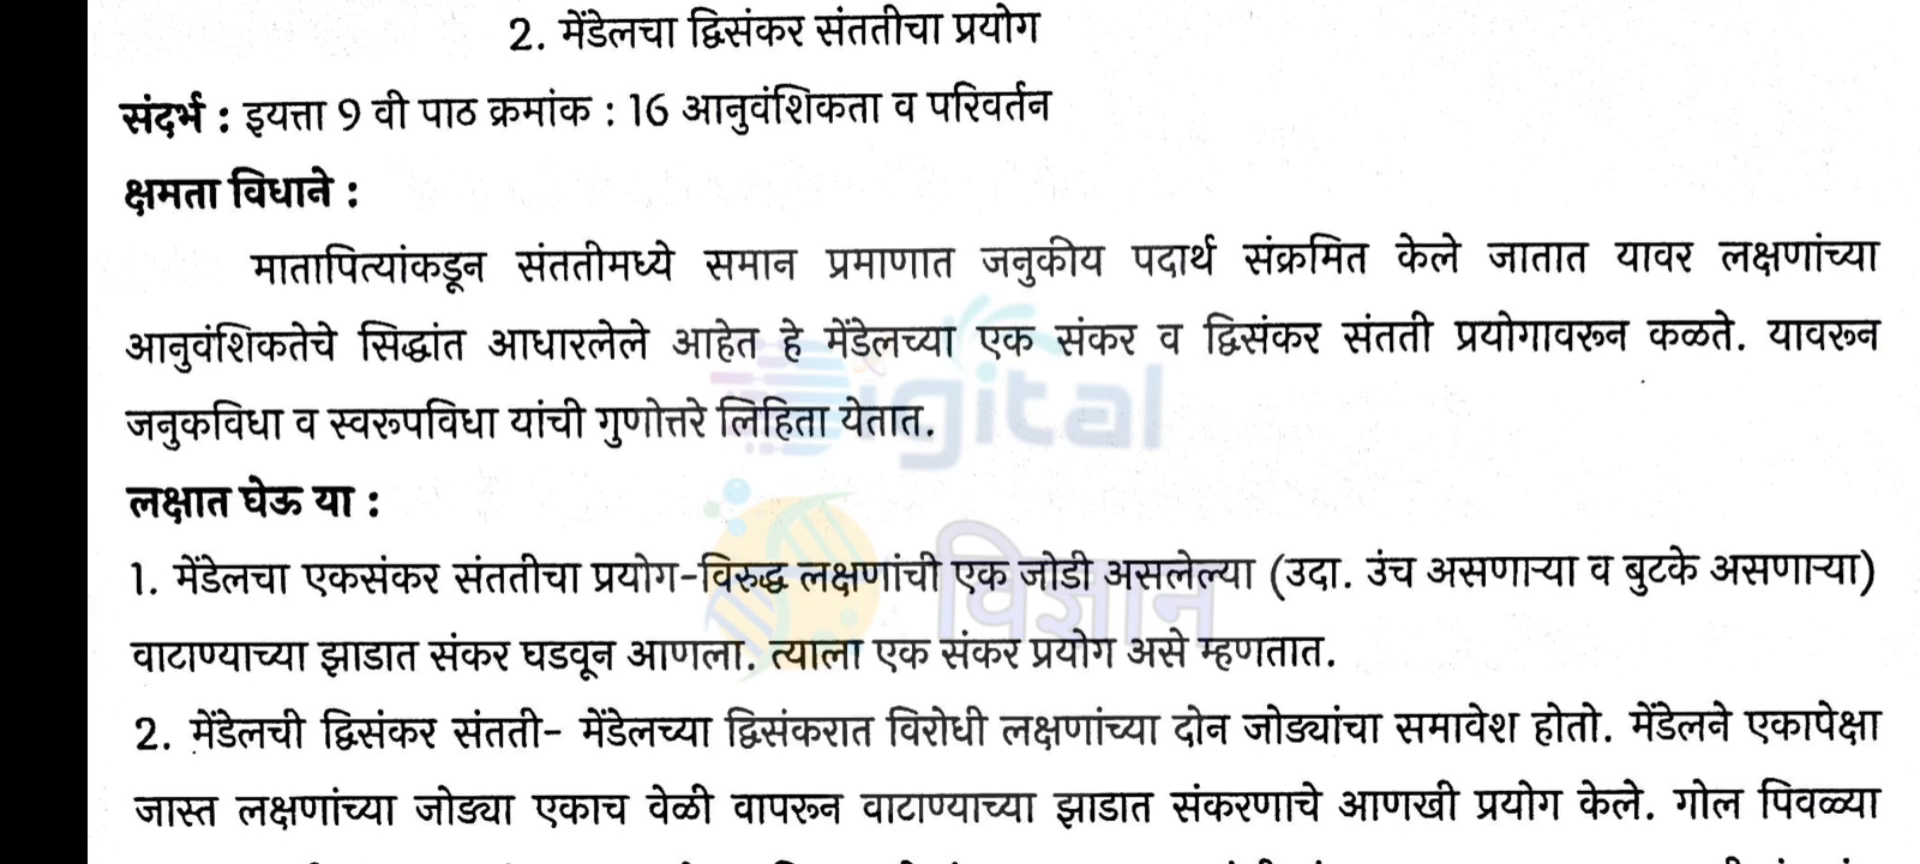 2. मेंडेलचा द्विसंकर संततीचा प्रयोग
संदर्भ : इयत्ता 9 वी पाठ क्रमांक : 16 आनुवंशिकता व परिवर्तन
क्षमता विधाने :
मातापित्यांकडून संततीमध्ये समान प्रमाणात जनुकीय पदार्थ संक्रमित केले जातात यावर लक्षणांच्या
आनुवंशिकतेचे सिद्धांत आधारलेले आहेत हे मेंडेलच्या एक संकर व द्विसंकर संतती प्रयोगावरून कळते. यावरून
जनुकविधा व स्वरूपविधा यांची गुणोत्तरे लिहिता येतात.
Digital
लक्षात घेऊ या :
1. मेंडेलचा एकसंकर संततीचा प्रयोग-विरुद्ध लक्षणांची एक जोडी असलेल्या (उदा. उंच असणाऱ्या व बुटके असणाऱ्या)
विज्ञान
वाटाण्याच्या झाडात संकर घडवून आणला. त्याला एक संकर प्रयोग असे म्हणतात.
2. मेंडेलची द्विसंकर संतती- मेंडेलच्या द्विसंकरात विरोधी लक्षणांच्या दोन जोड्यांचा समावेश होतो. मेंडेलने एकापेक्षा
जास्त लक्षणांच्या जोड्या एकाच वेळी वापरून वाटाण्याच्या झाडात संकरणाचे आणखी प्रयोग केले. गोल पिवळ्या